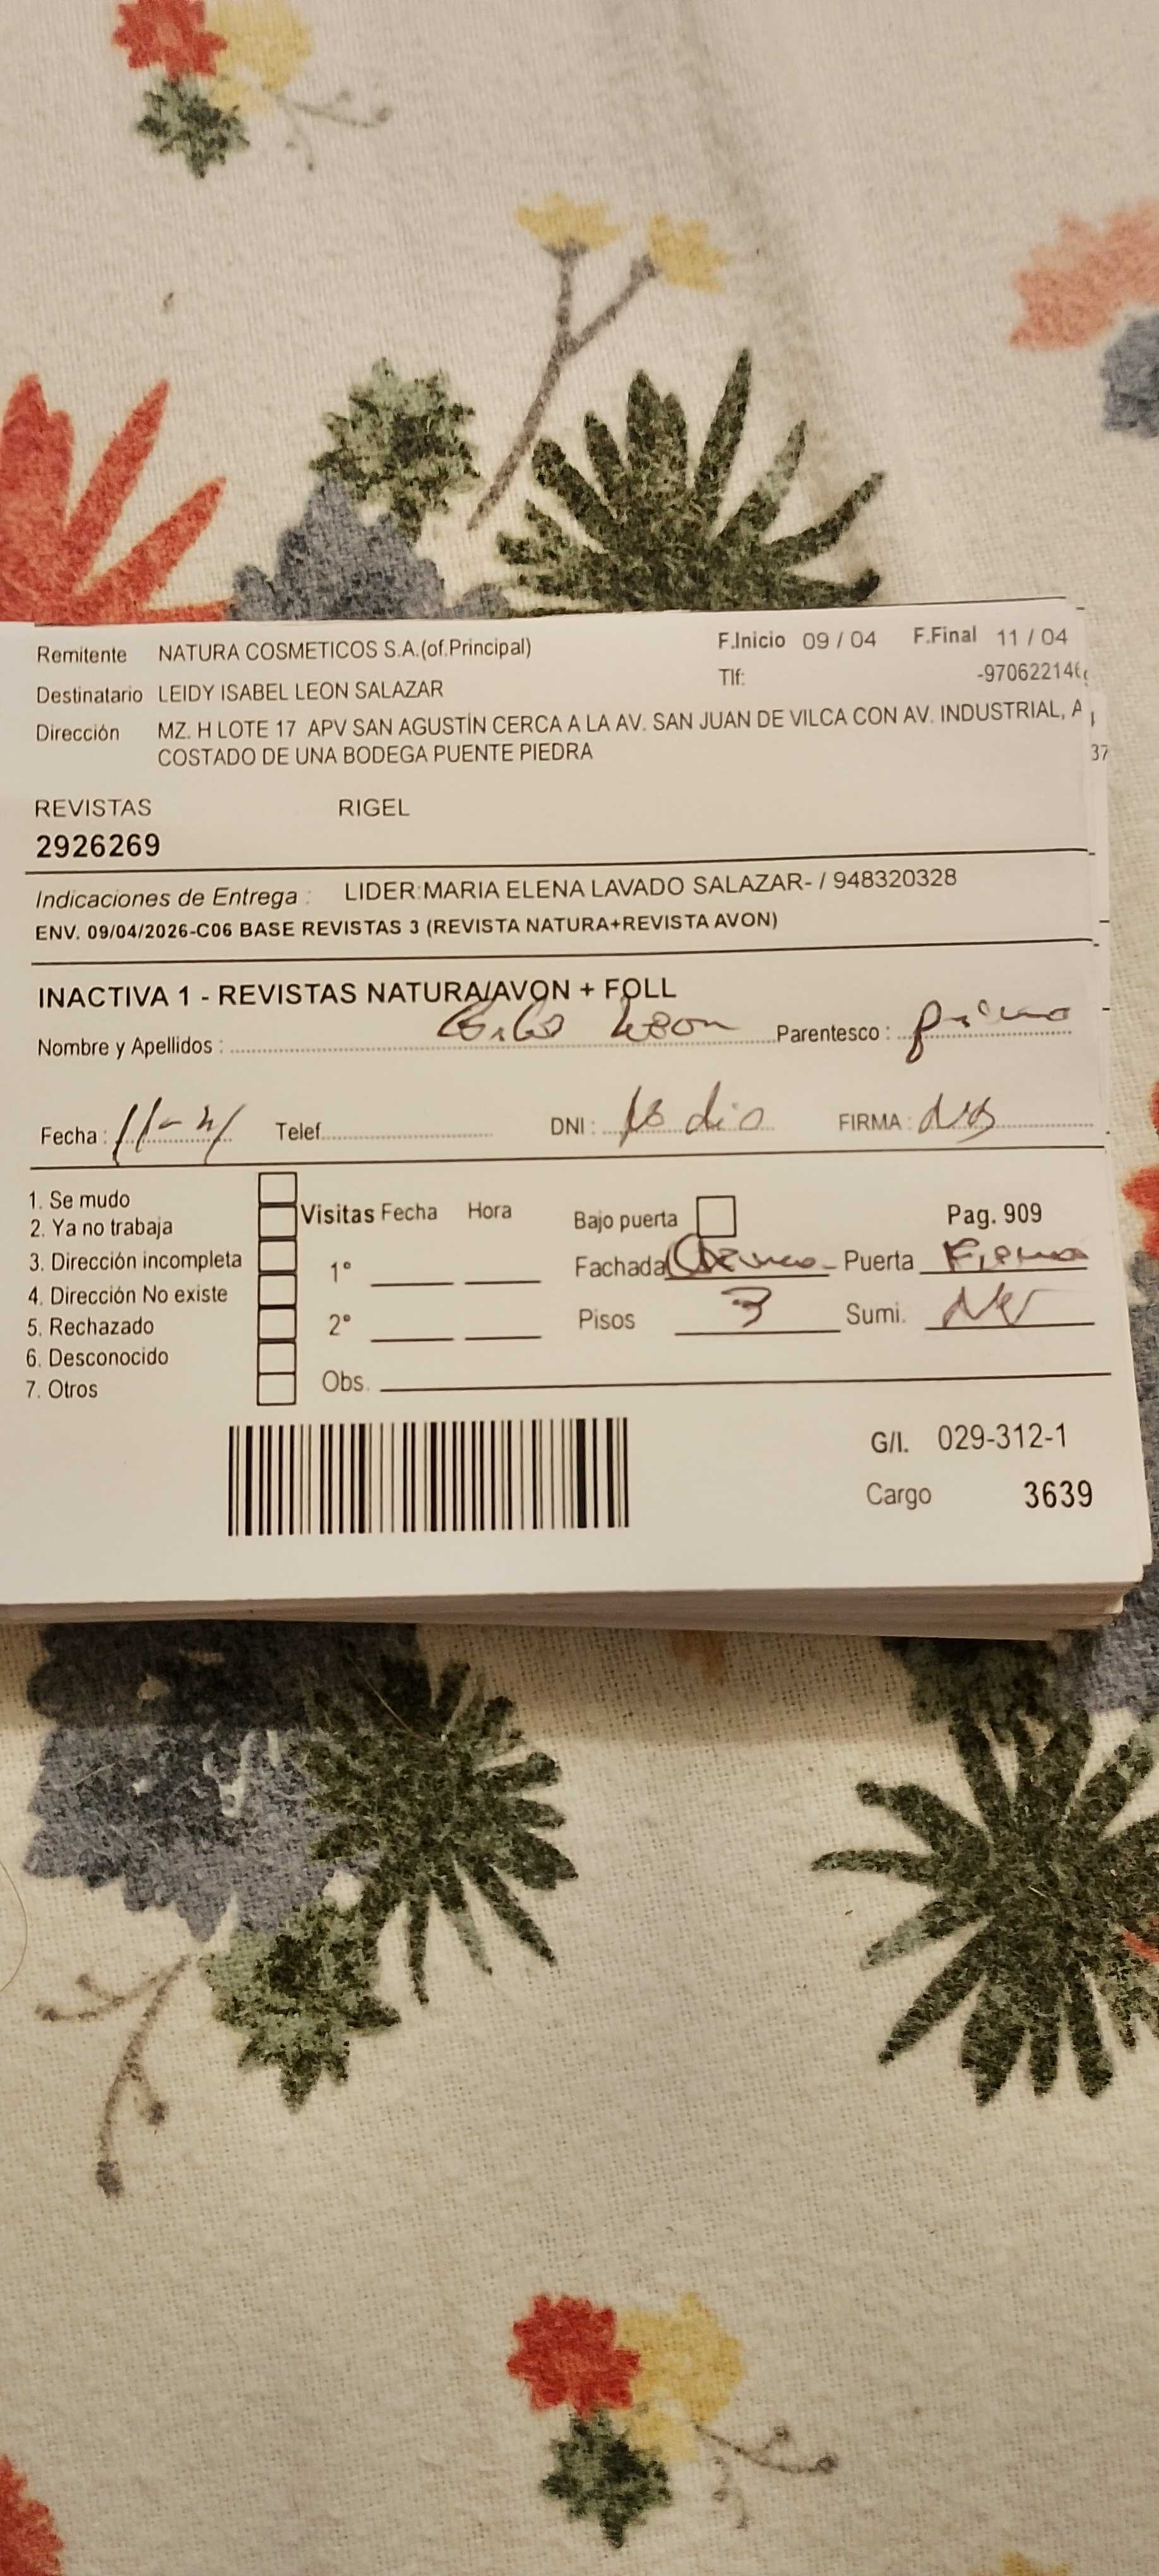 Remitente NATURA COSMETICOS S.A.(of.Principal) F.Inicio 09 / 04 F.Final 11 / 04
Destinatario LEIDY ISABEL LEON SALAZAR Tlf: -97062214
Dirección MZ. H LOTE 17 APV SAN AGUSTÍN CERCA A LA AV. SAN JUAN DE VILCA CON AV. INDUSTRIAL, A
COSTADO DE UNA BODEGA PUENTE PIEDRA 37
REVISTAS RIGEL
2926269
Indicaciones de Entrega : LIDER:MARIA ELENA LAVADO SALAZAR- / 948320328
ENV. 09/04/2026-C06 BASE REVISTAS 3 (REVISTA NATURA+REVISTA AVON)
INACTIVA 1 - REVISTAS NATURA/AVON + FOLL
Nombre y Apellidos : Leon Parentesco : primo
Fecha : 11-4 Telef. DNI : No dio FIRMA :
1. Se mudo
2. Ya no trabaja
3. Dirección incompleta
4. Dirección No existe
5. Rechazado
6. Desconocido
7. Otros
Visitas Fecha Hora Bajo puerta Pag. 909
1° Fachada Puerta
2° Pisos 3 Sumi.
Obs.
G/I. 029-312-1
Cargo 3639